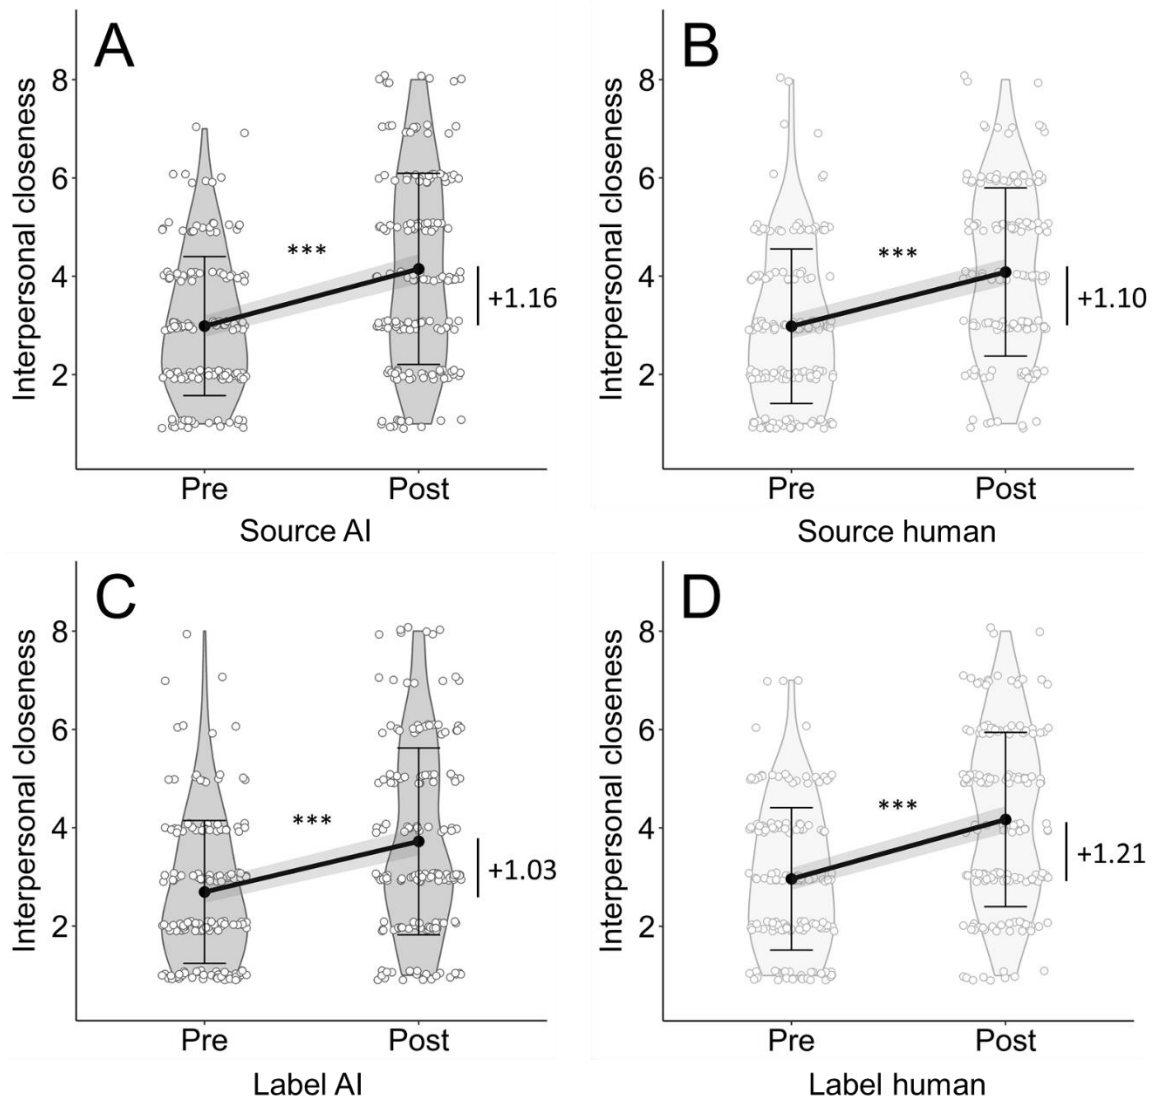 A
Interpersonal closeness
8
6
4
2
***
+1.16
Pre
Post
Source AI
B
Interpersonal closeness
8
6
4
2
***
+1.10
Pre
Post
Source human
C
Interpersonal closeness
8
6
4
2
***
+1.03
Pre
Post
Label AI
D
Interpersonal closeness
8
6
4
2
***
+1.21
Pre
Post
Label human